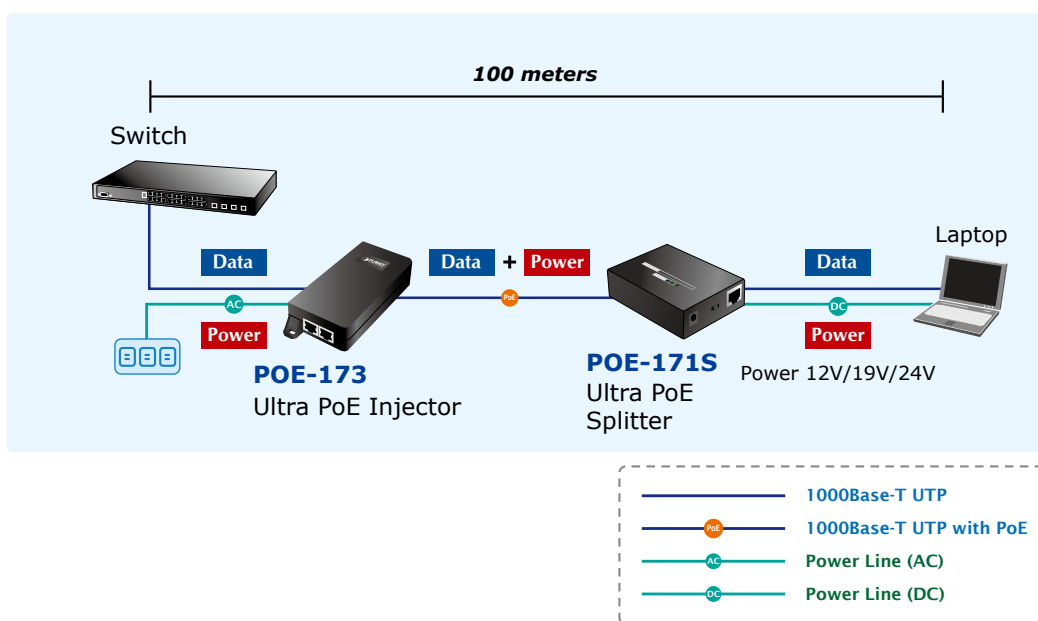 100 meters
Switch
Laptop
Data
Data + Power
Data
AC
PoE
DC
Power
Power
PLANET
POE-173
Ultra PoE Injector
POE-171S
Ultra PoE
Splitter
Power 12V/19V/24V
1000Base-T UTP
PoE
1000Base-T UTP with PoE
AC
Power Line (AC)
DC
Power Line (DC)